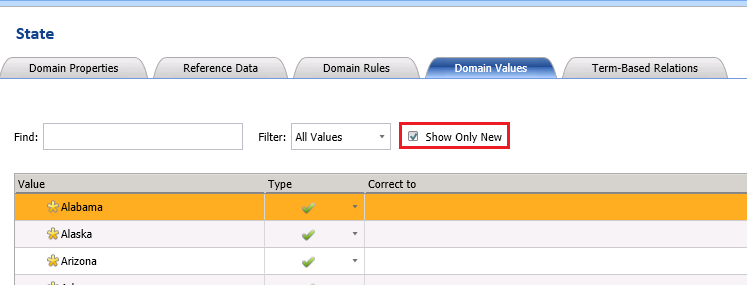 State
Domain Properties Reference Data Domain Rules Domain Values Term-Based Relations
Find: Filter: All Values Show Only New
Value Type Correct to
Alabama
Alaska
Arizona